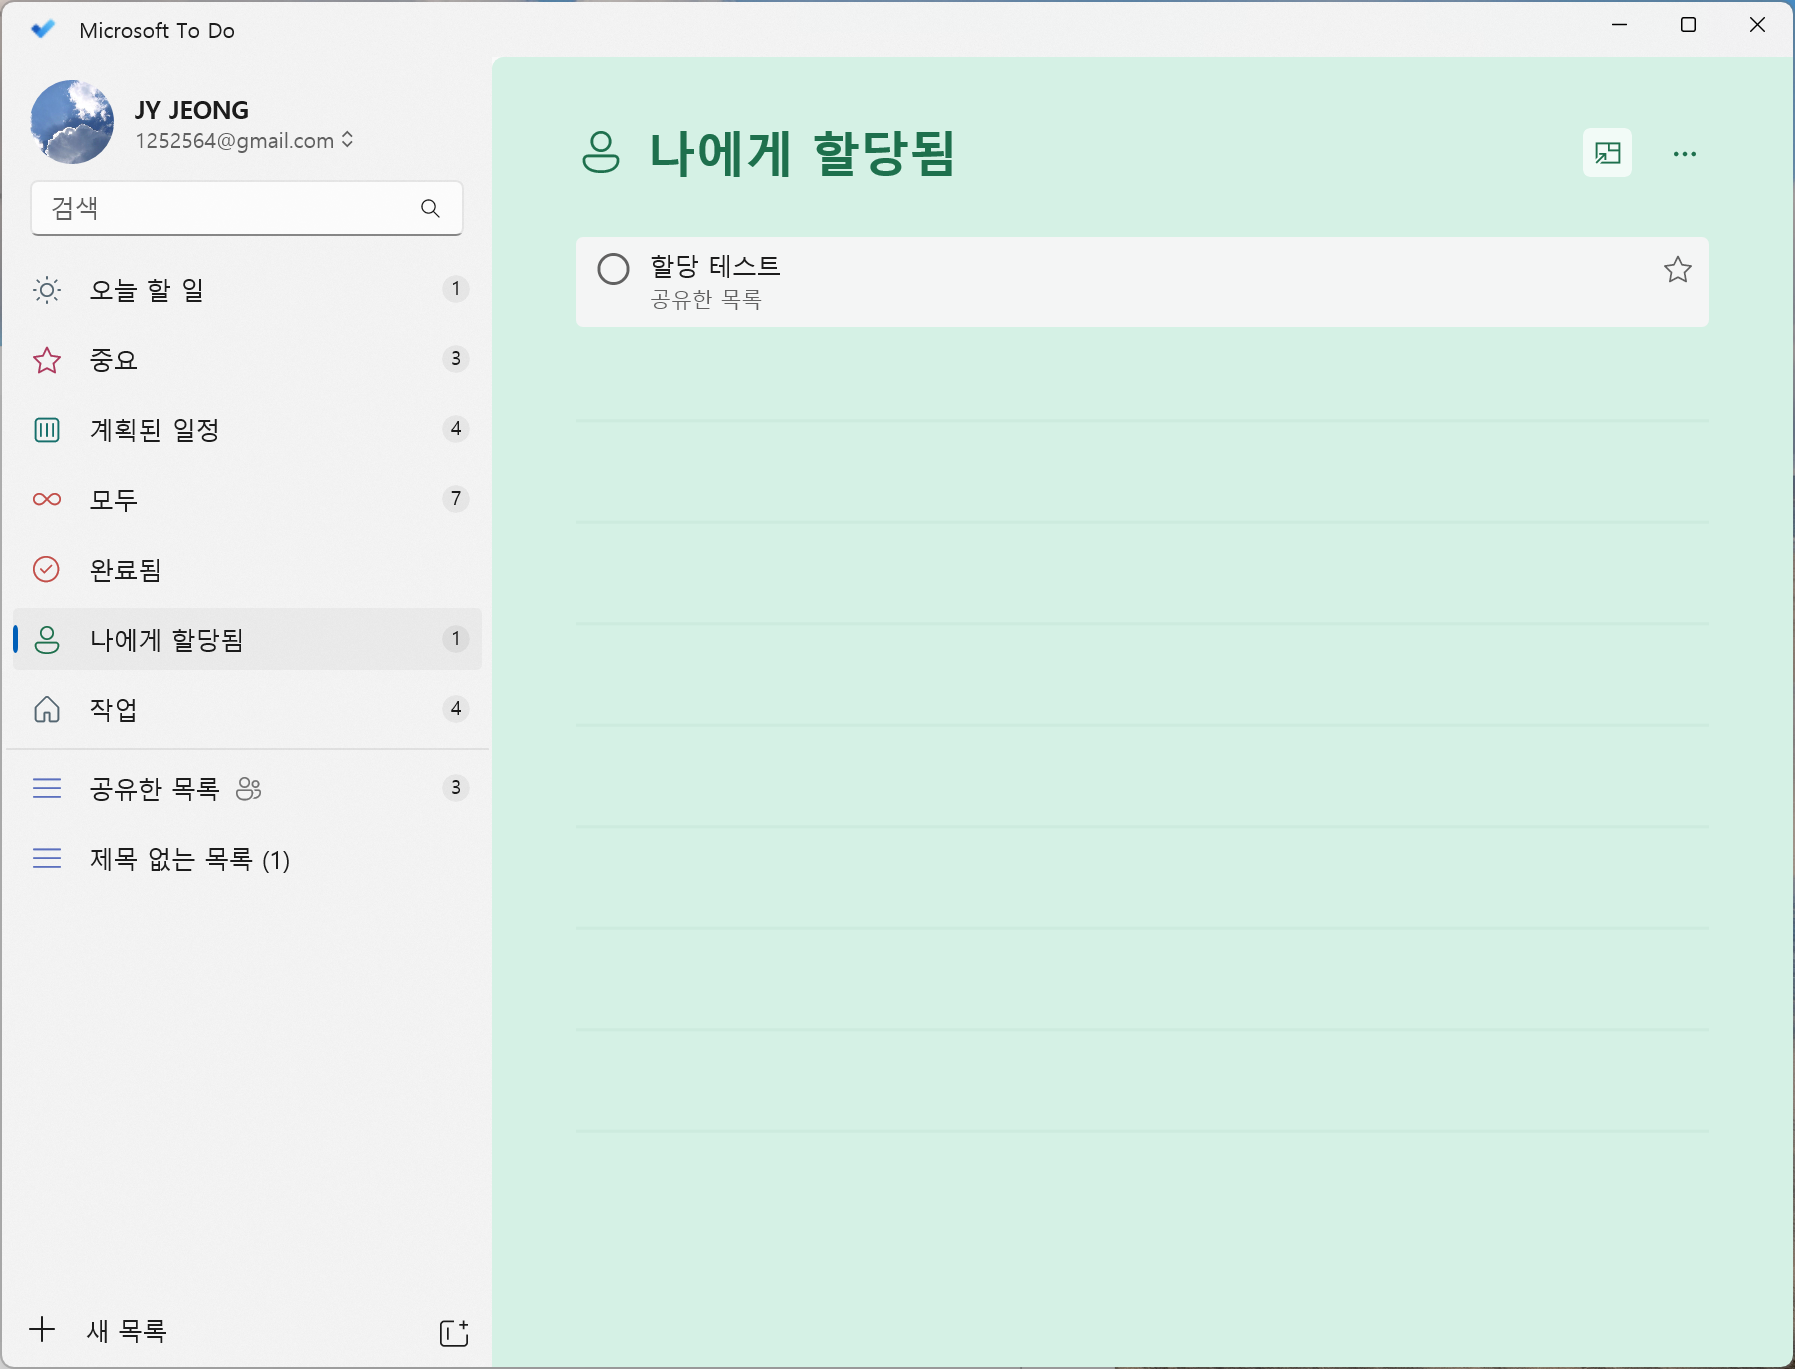 Microsoft To Do
JY JEONG
1252564@gmail.com
검색
오늘 할 일 1
중요 3
계획된 일정 4
모두 7
완료됨
나에게 할당됨 1
작업 4
공유한 목록 3
제목 없는 목록 (1)
새 목록
나에게 할당됨
할당 테스트
공유한 목록